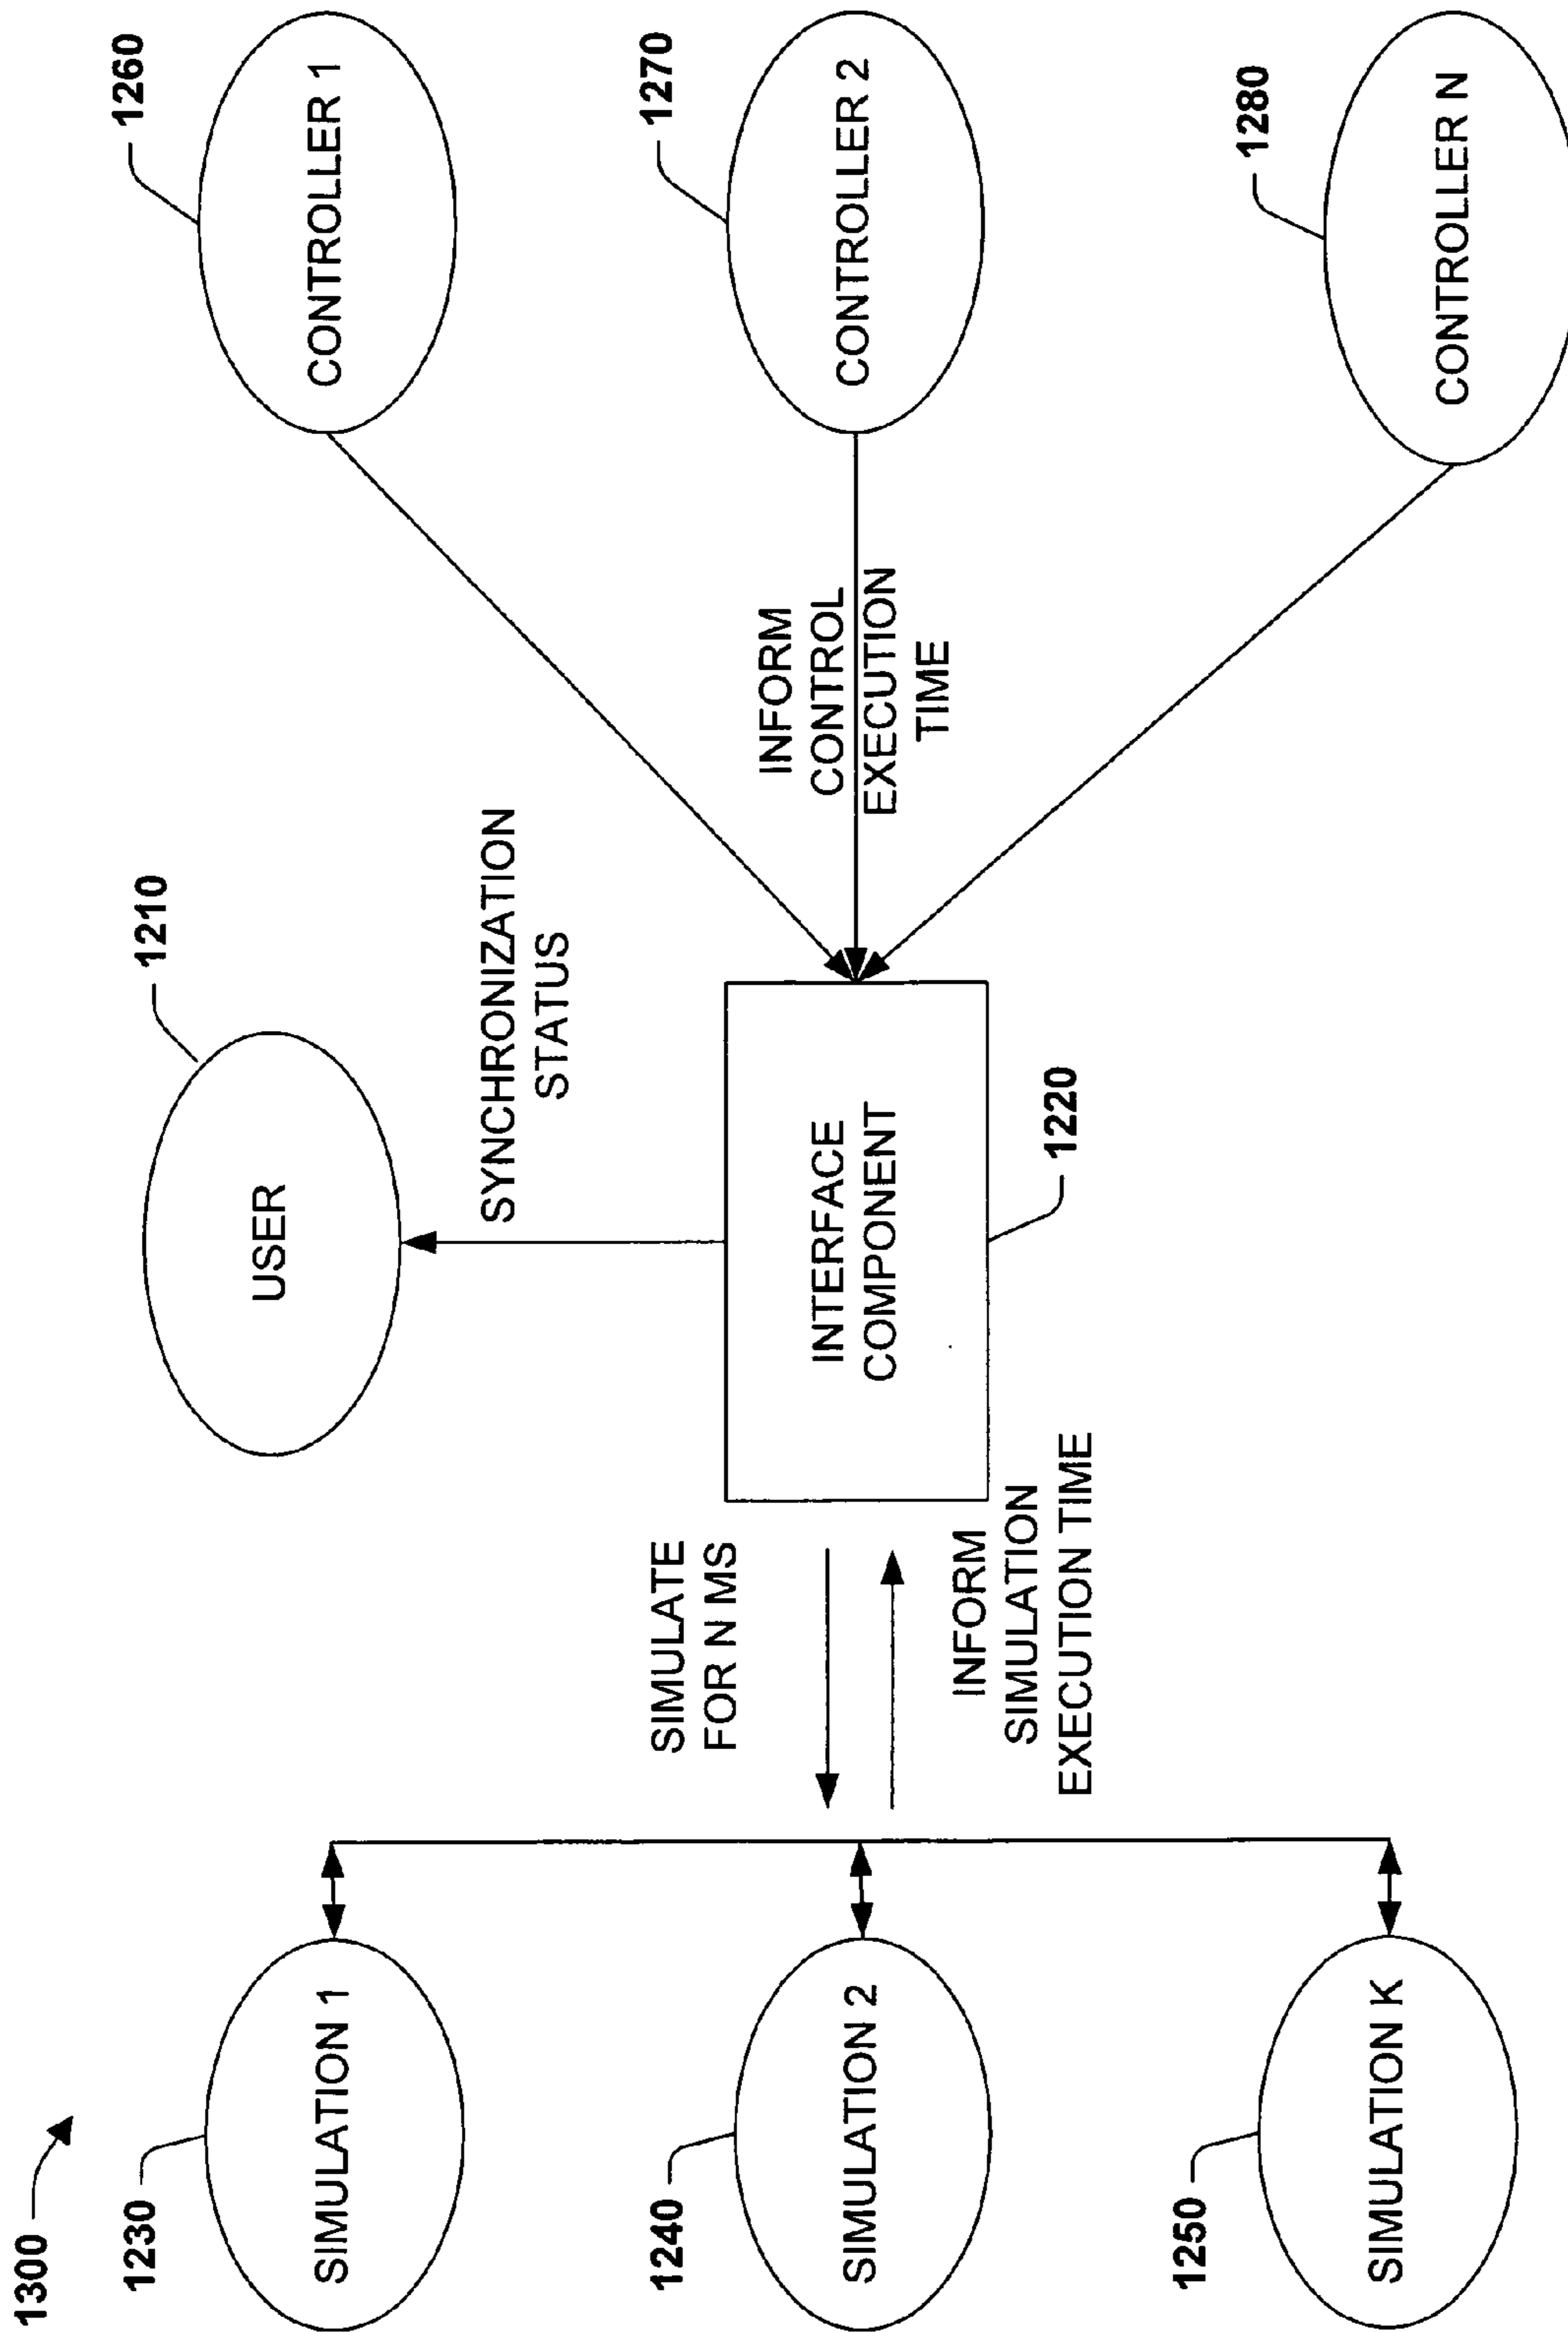 1300
1230
SIMULATION 1
1240
SIMULATION 2
1250
SIMULATION K
SIMULATE
FOR N MS
INFORM
SIMULATION
EXECUTION TIME
1210
USER
SYNCHRONIZATION
STATUS
INTERFACE
COMPONENT
1220
INFORM
CONTROL
EXECUTION
TIME
1260
CONTROLLER 1
1270
CONTROLLER 2
1280
CONTROLLER N